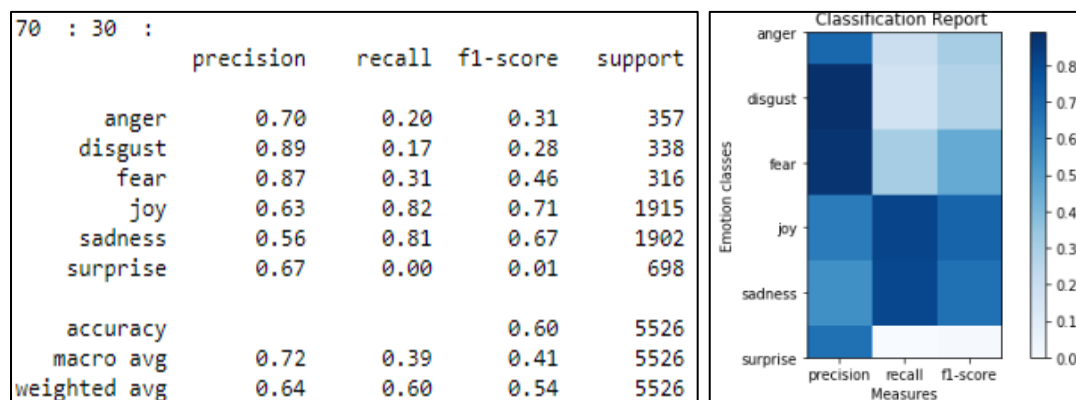 70 : 30 :
precision recall f1-score support
anger 0.70 0.20 0.31 357
disgust 0.89 0.17 0.28 338
fear 0.87 0.31 0.46 316
joy 0.63 0.82 0.71 1915
sadness 0.56 0.81 0.67 1902
surprise 0.67 0.00 0.01 698
accuracy 0.60 5526
macro avg 0.72 0.39 0.41 5526
weighted avg 0.64 0.60 0.54 5526
Classification Report
Emotion classes
anger
disgust
fear
joy
sadness
surprise
precision recall f1-score
Measures
0.8
0.7
0.6
0.5
0.4
0.3
0.2
0.1
0.0